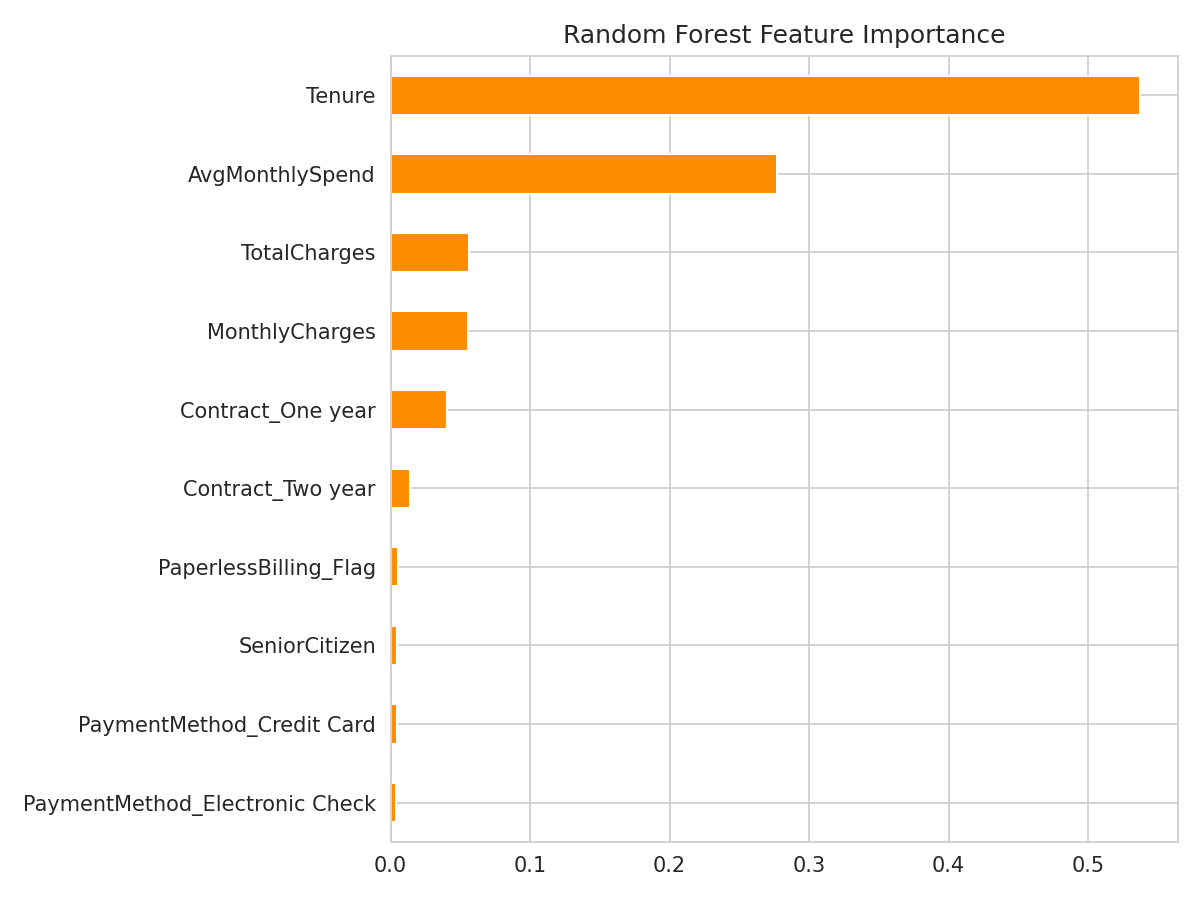 Random Forest Feature Importance
Tenure
AvgMonthlySpend
TotalCharges
MonthlyCharges
Contract_One year
Contract_Two year
PaperlessBilling_Flag
SeniorCitizen
PaymentMethod_Credit Card
PaymentMethod_Electronic Check
0.0 0.1 0.2 0.3 0.4 0.5